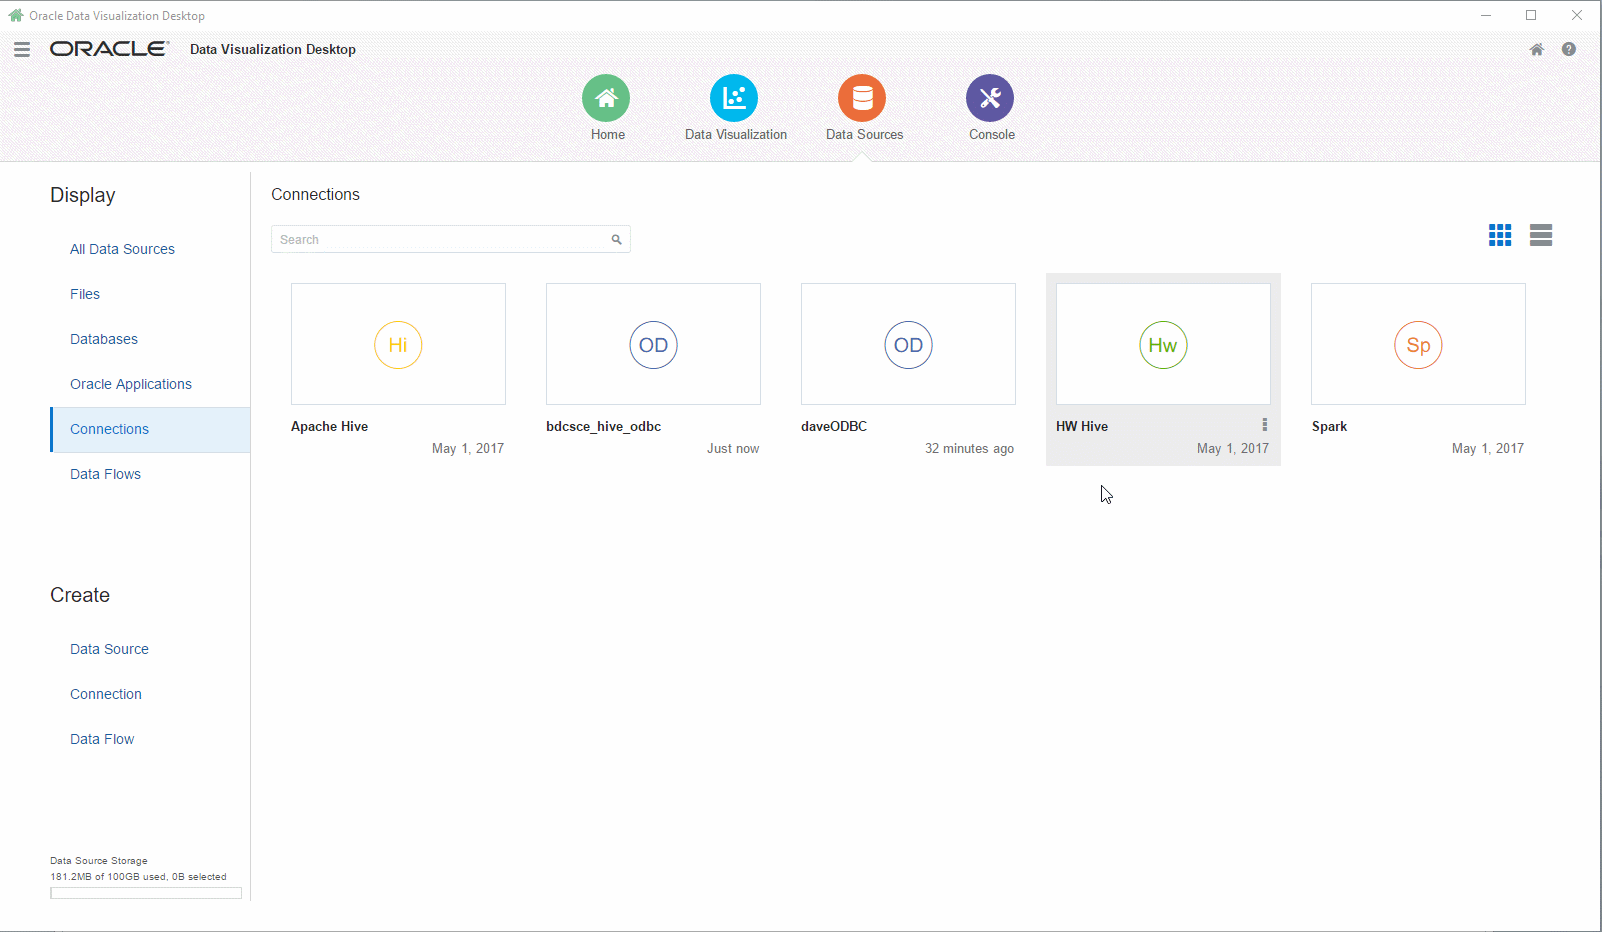 Oracle Data Visualization Desktop
ORACLE® Data Visualization Desktop
?
Home
Data Visualization
Data Sources
Console
Display
All Data Sources
Files
Databases
Oracle Applications
Connections
Data Flows
Create
Data Source
Connection
Data Flow
Data Source Storage
181.2MB of 100GB used, 0B selected
Connections
Search
Hi
Apache Hive
May 1, 2017
OD
bdcsce_hive_odbc
Just now
OD
daveODBC
32 minutes ago
Hw
HW Hive
May 1, 2017
Sp
Spark
May 1, 2017